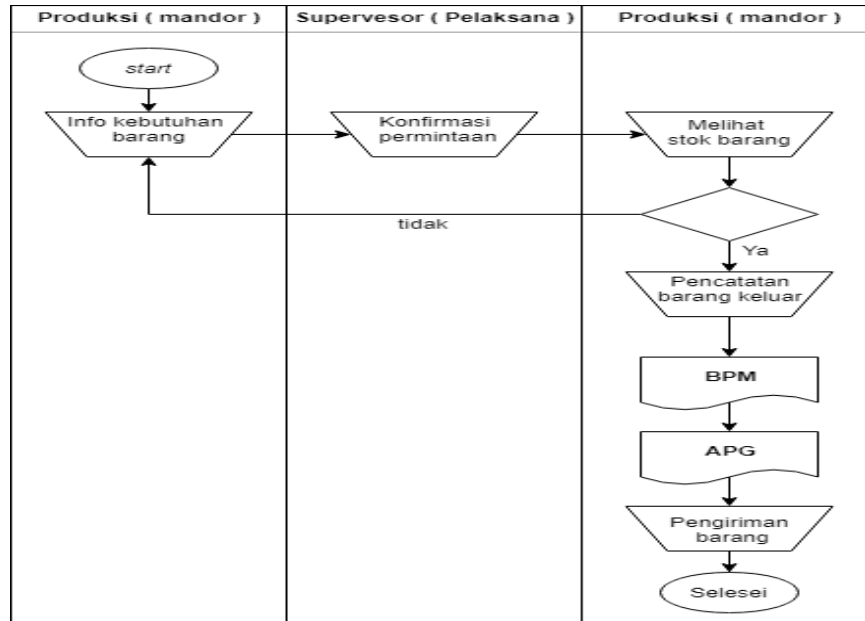 Produksi ( mandor )
Supervesor ( Pelaksana )
Produksi ( mandor )
start
Info kebutuhan
barang
Konfirmasi
permintaan
Melihat
stok barang
tidak
Ya
Pencatatan
barang keluar
BPM
APG
Pengiriman
barang
Selesei